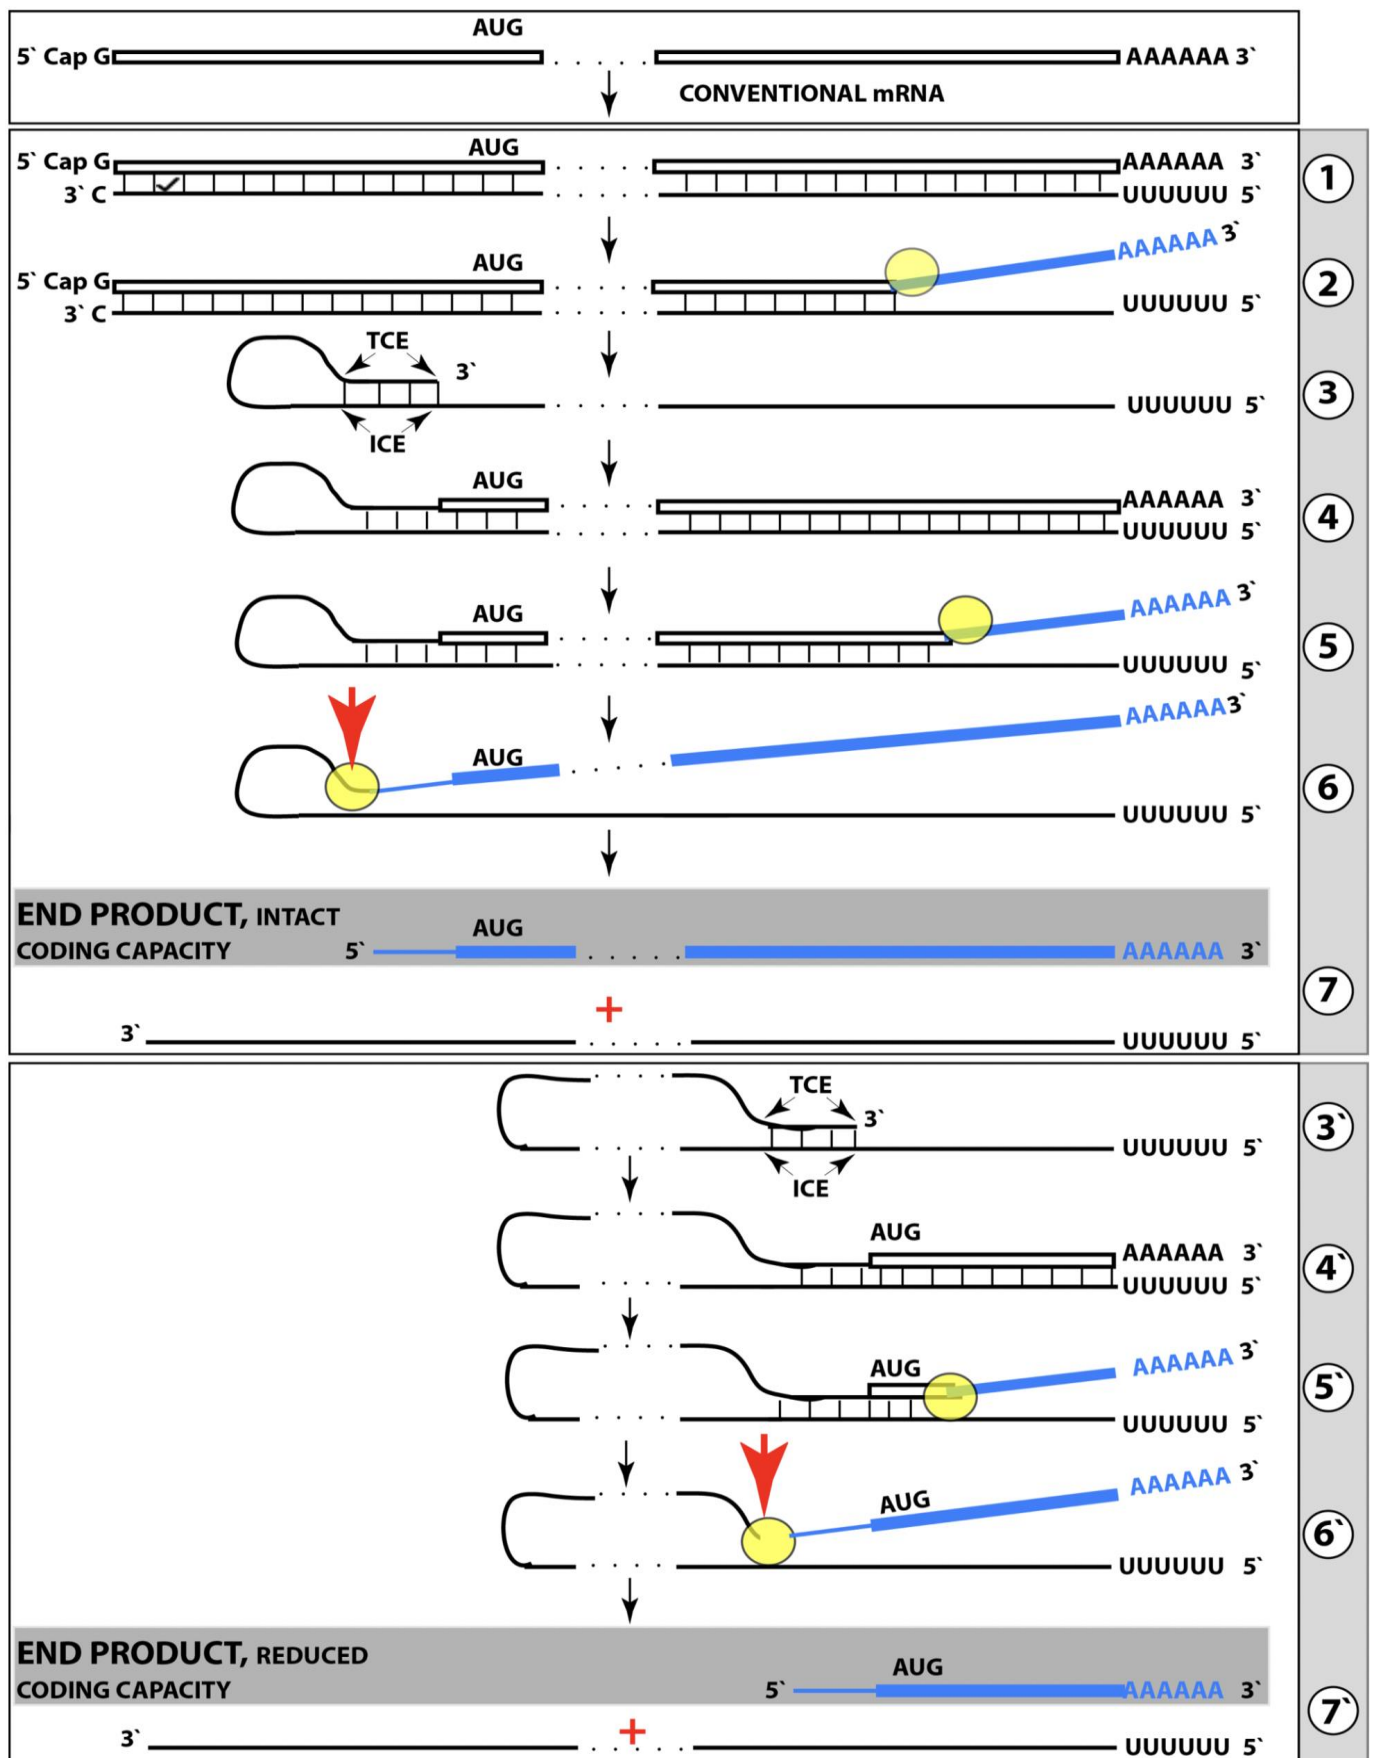 AUG
5` Cap G AAAAAA 3`
CONVENTIONAL mRNA
AUG
5` Cap G AAAAAA 3`
3` C UUUUUU 5`
1
AUG AAAAAA 3`
5` Cap G
3` C UUUUUU 5`
2
TCE
3`
UUUUUU 5`
ICE
3
AUG
AAAAAA 3`
UUUUUU 5`
4
AUG AAAAAA 3`
UUUUUU 5`
5
AUG AAAAAA 3`
UUUUUU 5`
6
END PRODUCT, INTACT
AUG
CODING CAPACITY 5` AAAAAA 3`
+
7
3` UUUUUU 5`
TCE
3`
UUUUUU 5`
ICE
3`
AUG
AAAAAA 3`
UUUUUU 5`
4`
AUG AAAAAA 3`
UUUUUU 5`
5`
AUG AAAAAA 3`
UUUUUU 5`
6`
END PRODUCT, REDUCED
AUG
CODING CAPACITY 5` AAAAAA 3`
+
7`
3` UUUUUU 5`